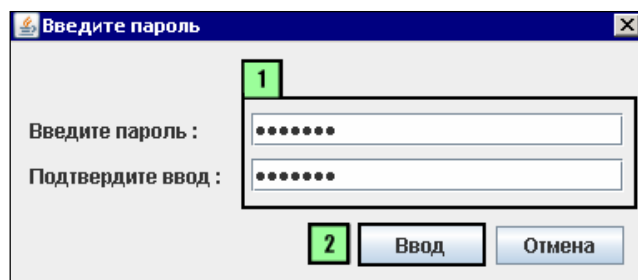 Введите пароль
1
Введите пароль : •••••••
Подтвердите ввод : •••••••
2 Ввод Отмена